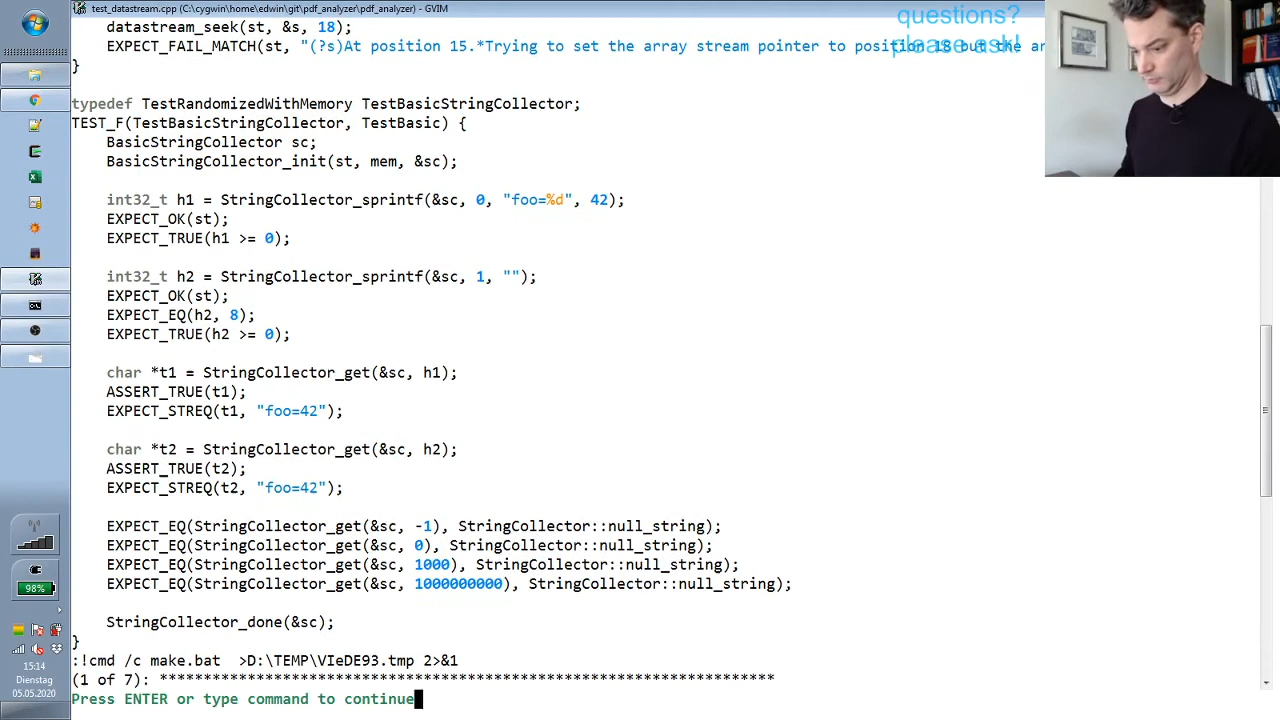 test_datastream.cpp (C:\cygwin\home\edwin\git\pdf_analyzer\pdf_analyzer) - GVIM
questions?
please ask!
datastream_seek(st, &s, 18);
EXPECT_FAIL_MATCH(st, "(?s)At position 15.*Trying to set the array stream pointer to position 18 but the ar
}
typedef TestRandomizedWithMemory TestBasicStringCollector;
TEST_F(TestBasicStringCollector, TestBasic) {
BasicStringCollector sc;
BasicStringCollector_init(st, mem, &sc);
int32_t h1 = StringCollector_sprintf(&sc, 0, "foo=%d", 42);
EXPECT_OK(st);
EXPECT_TRUE(h1 >= 0);
int32_t h2 = StringCollector_sprintf(&sc, 1, "");
EXPECT_OK(st);
EXPECT_EQ(h2, 8);
EXPECT_TRUE(h2 >= 0);
char *t1 = StringCollector_get(&sc, h1);
ASSERT_TRUE(t1);
EXPECT_STREQ(t1, "foo=42");
char *t2 = StringCollector_get(&sc, h2);
ASSERT_TRUE(t2);
EXPECT_STREQ(t2, "foo=42");
EXPECT_EQ(StringCollector_get(&sc, -1), StringCollector::null_string);
EXPECT_EQ(StringCollector_get(&sc, 0), StringCollector::null_string);
EXPECT_EQ(StringCollector_get(&sc, 1000), StringCollector::null_string);
EXPECT_EQ(StringCollector_get(&sc, 1000000000), StringCollector::null_string);
StringCollector_done(&sc);
}
:!cmd /c make.bat  >D:\TEMP\VIeDE93.tmp 2>&1
(1 of 7): **********************************************************************
Press ENTER or type command to continue
98%
15:14
Dienstag
05.05.2020